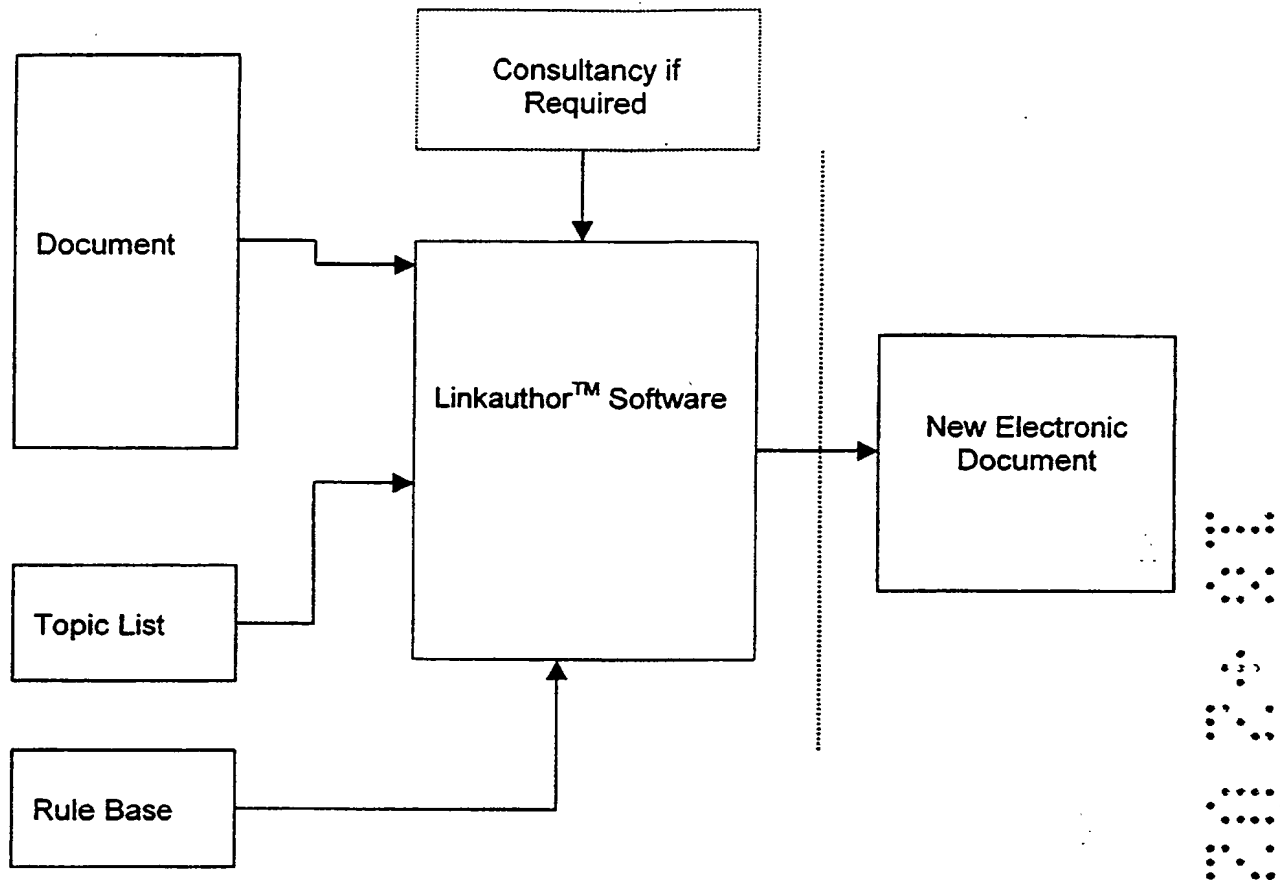 Consultancy if
Required
Document
Linkauthor™ Software
New Electronic
Document
Topic List
Rule Base